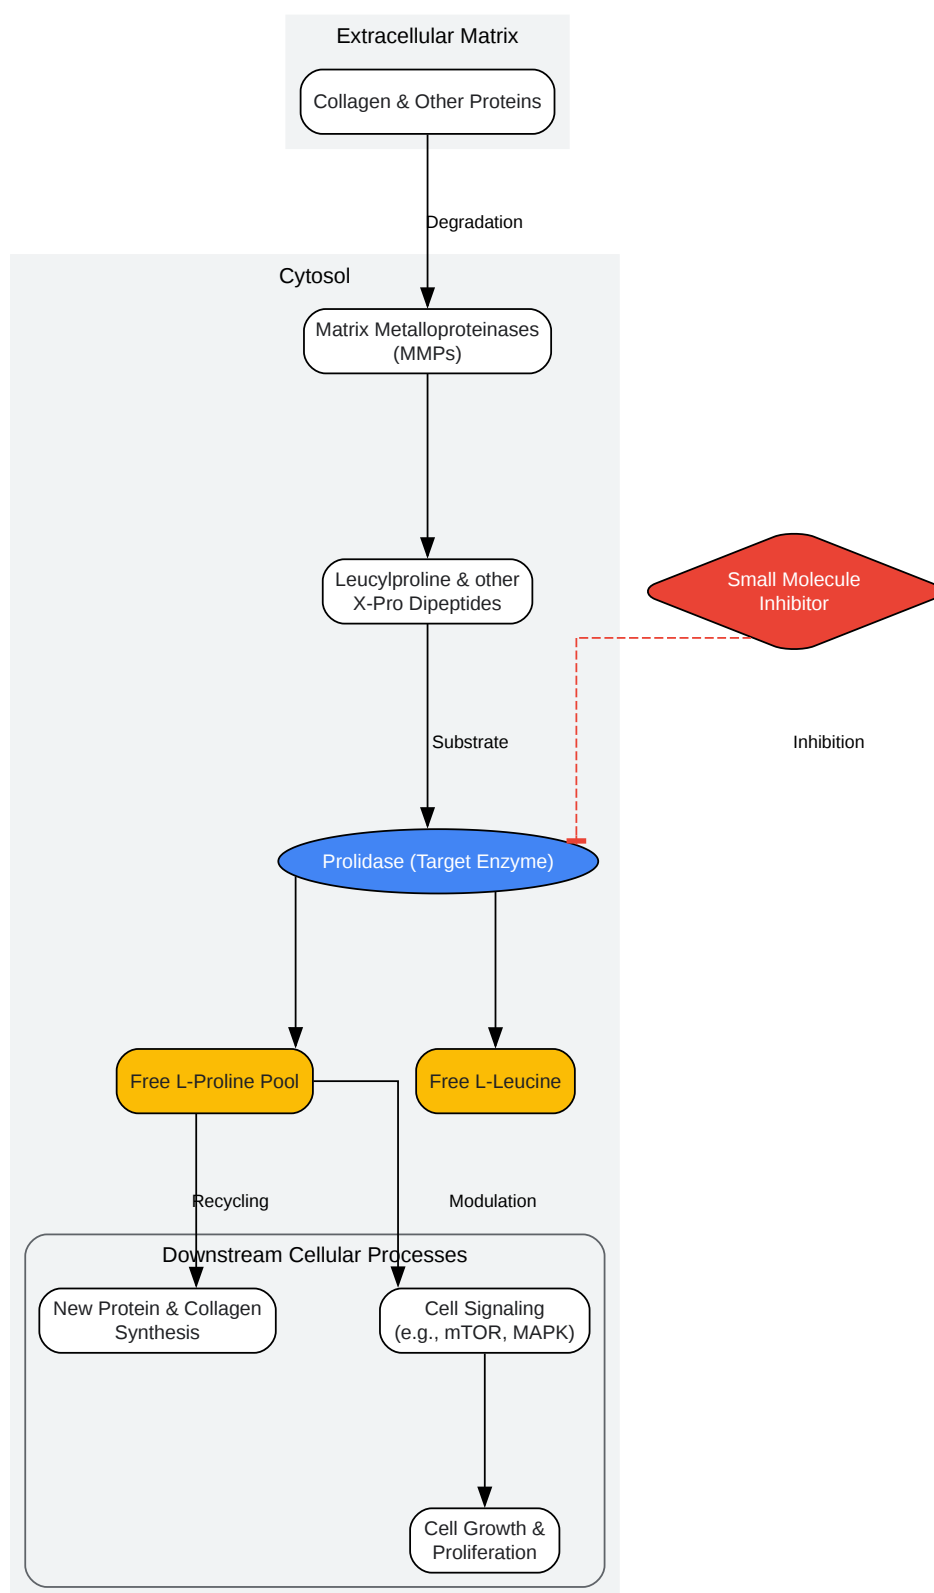 Extracellular Matrix
Collagen & Other Proteins
Degradation
Cytosol
Matrix Metalloproteinases
(MMPs)
Leucylproline & other
X-Pro Dipeptides
Small Molecule
Inhibitor
Substrate
Inhibition
Prolidase (Target Enzyme)
Free L-Proline Pool
Free L-Leucine
Recycling
Modulation
Downstream Cellular Processes
New Protein & Collagen
Synthesis
Cell Signaling
(e.g., mTOR, MAPK)
Cell Growth &
Proliferation